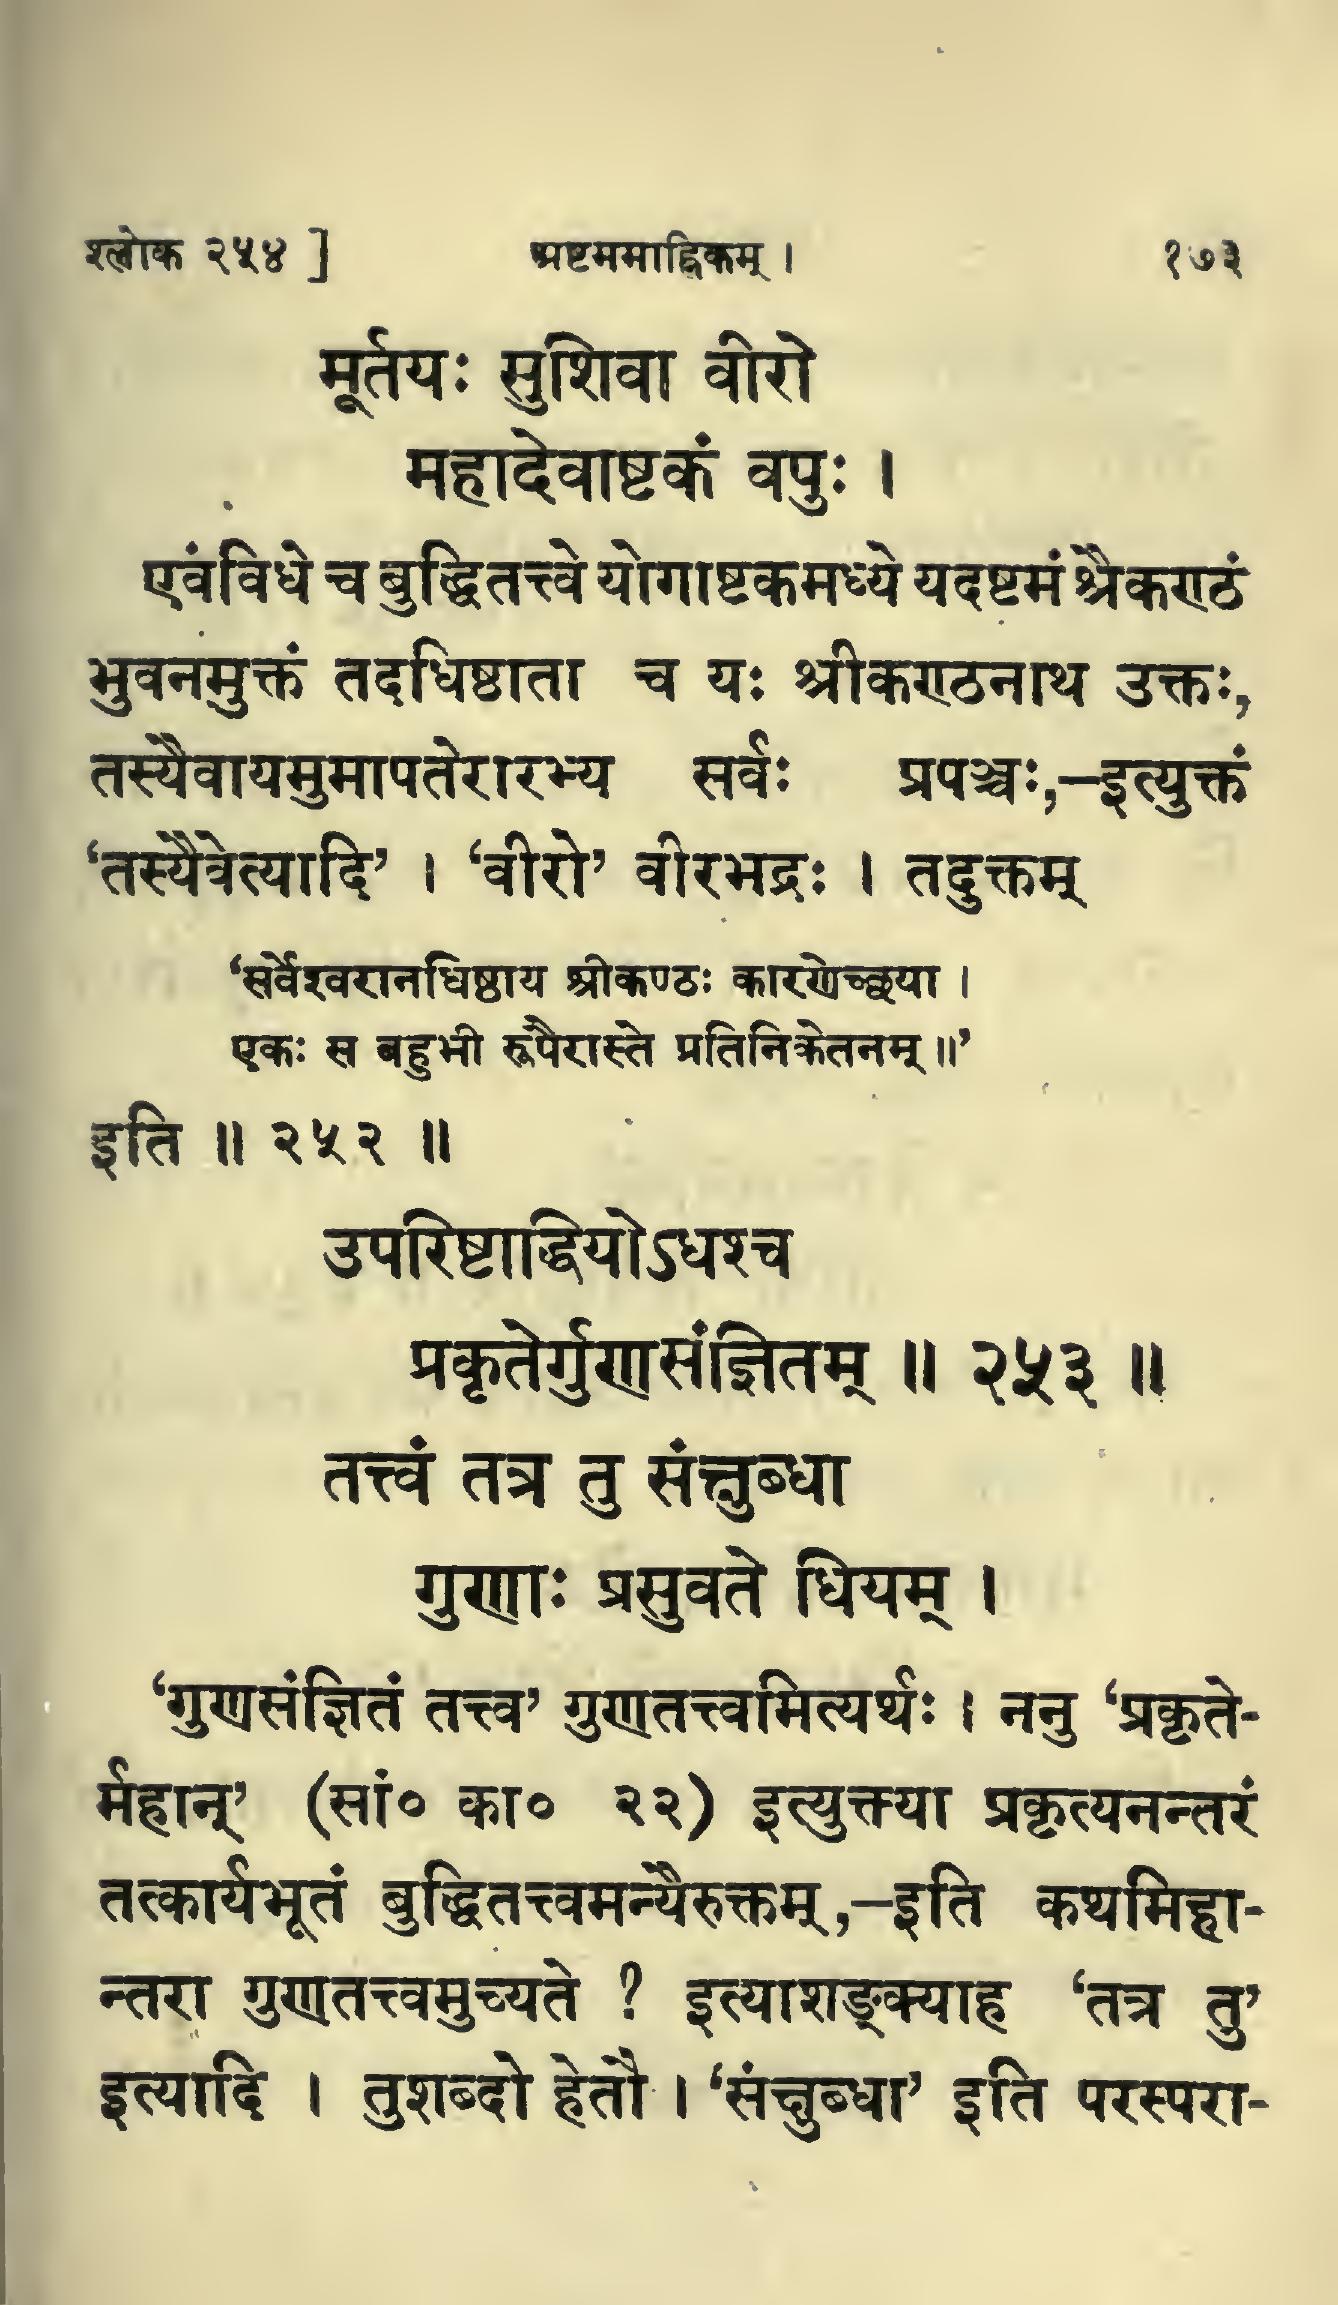 श्लोक २५४ ] अष्टममाह्निकम् । १७३
मूर्तयः सुशिवा वीरो
महादेवाष्टकं वपुः ।
एवंविधे च बुद्धितत्त्वे योगाष्टकमध्ये यदष्टमं श्रैकण्ठं
भुवनमुक्तं तदधिष्ठाता च यः श्रीकण्ठनाथ उक्तः,
तस्यैवायमुमापतेरारभ्य सर्वः प्रपञ्चः,—इत्युक्तं
‘तस्यैवेत्यादि’ । ‘वीरो’ वीरभद्रः । तदुक्तम्
‘सर्वेश्वरानधिष्ठाय श्रीकण्ठः कारणेच्छया ।
एकः स बहुभी रूपैरास्ते प्रतिनिकेतनम् ॥’
इति ॥ २५२ ॥
उपरिष्टाद्धियोऽधश्च
प्रकृतेर्गुणसंज्ञितम् ॥ २५३ ॥
तत्त्वं तत्र तु संक्षुब्धा
गुणाः प्रसुवते धियम् ।
‘गुणसंज्ञितं तत्त्व’ गुणतत्त्वमित्यर्थः । ननु ‘प्रकृते-
र्महान्’ (सां० का० २२) इत्युक्त्या प्रकृत्यनन्तरं
तत्कार्यभूतं बुद्धितत्त्वमन्यैरुक्तम्,—इति कथमिहा-
न्तरा गुणतत्त्वमुच्यते ? इत्याशङ्क्याह ‘तत्र तु’
इत्यादि । तुशब्दो हेतौ । ‘संक्षुब्धा’ इति परस्परा-